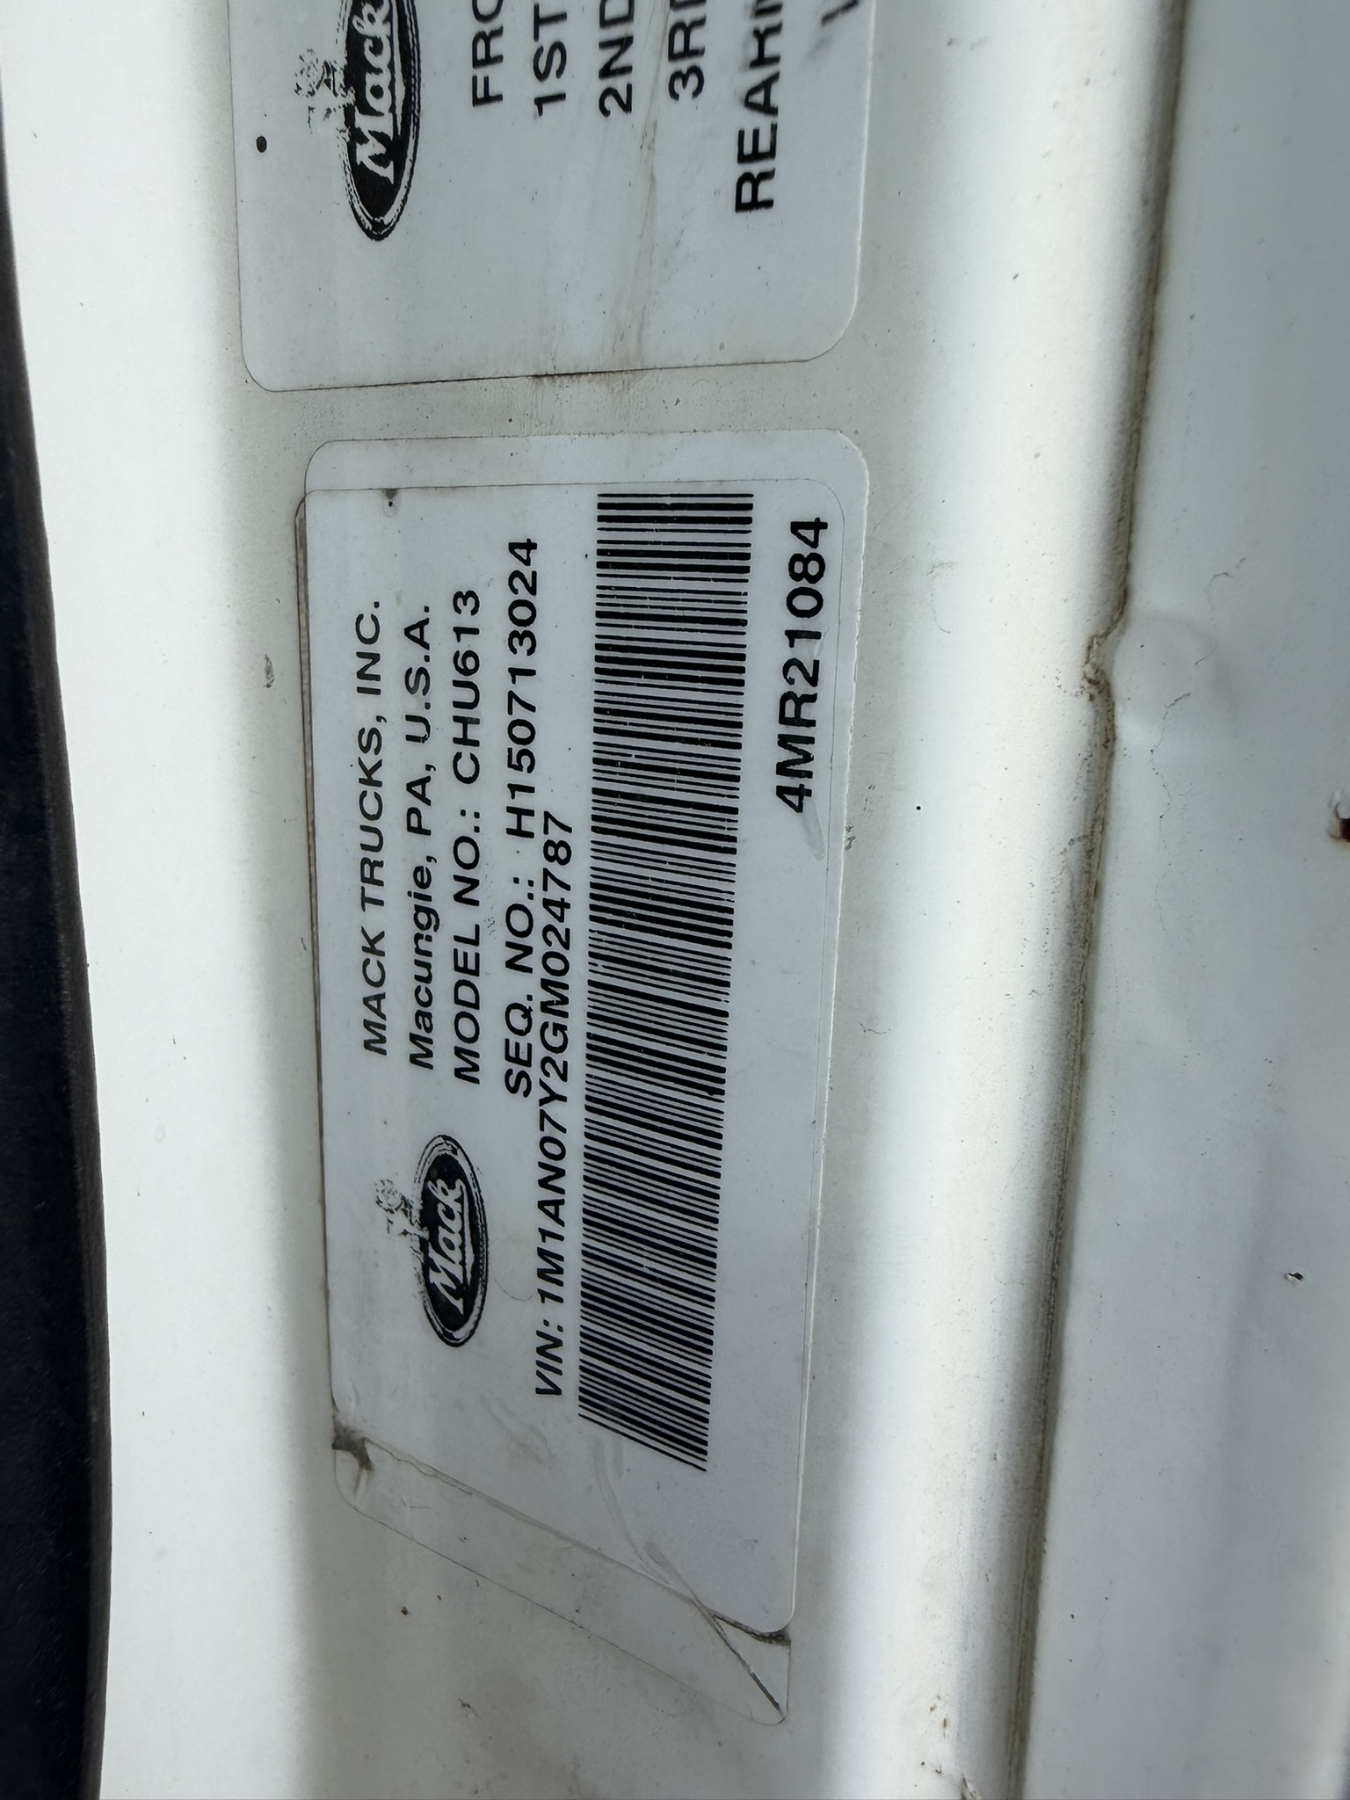 Mack
FRO
1ST
2ND
3R
REAR
MACK TRUCKS, INC.
Macungie, PA, U.S.A.
MODEL NO.: CHU613
SEQ. NO.: H150713024
VIN: 1M1AN07Y2GM024787
4MR21084
Mack